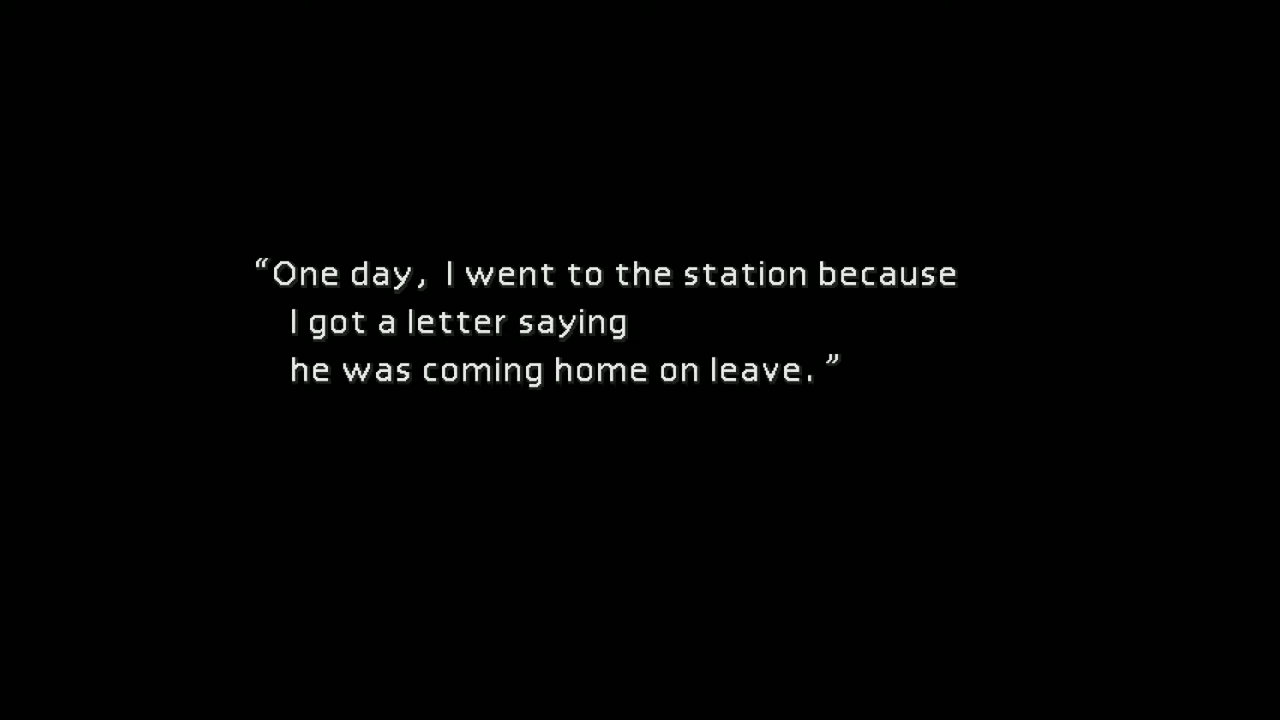 “One day, I went to the station because
I got a letter saying
he was coming home on leave.”